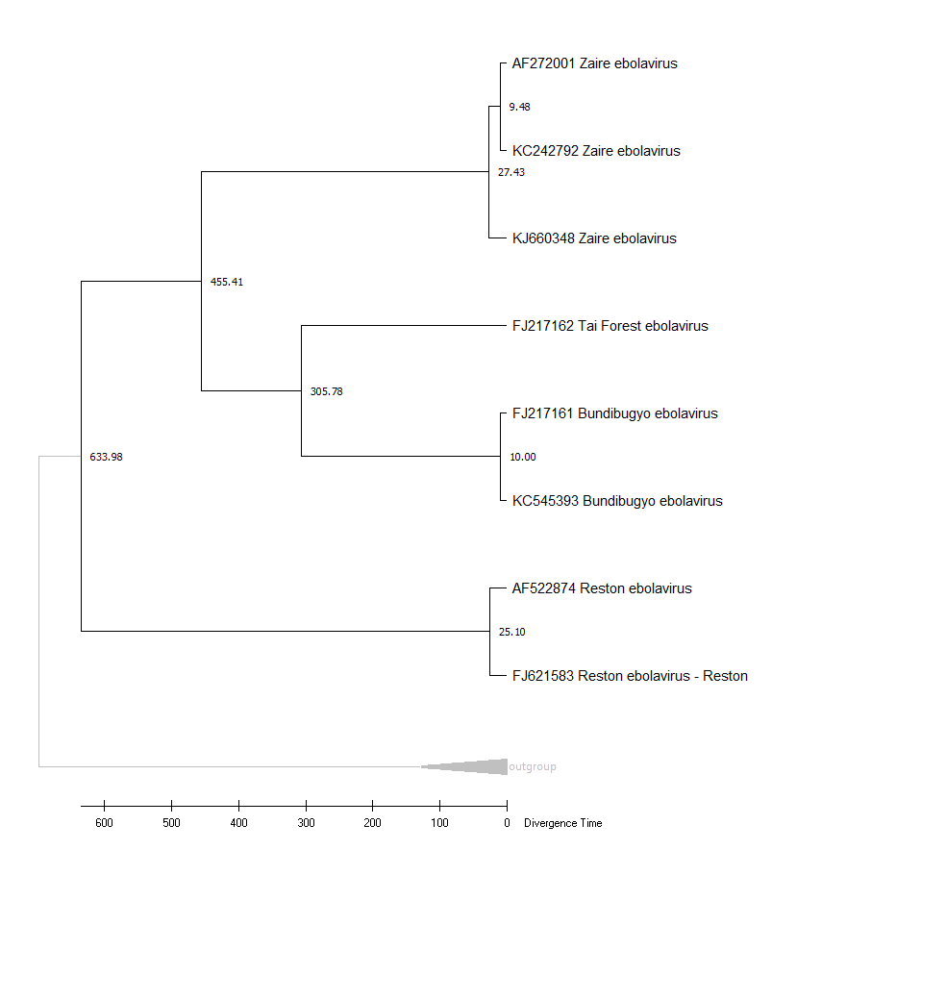 AF272001 Zaire ebolavirus
9.48
KC242792 Zaire ebolavirus
27.43
KJ660348 Zaire ebolavirus
455.41
FJ217162 Tai Forest ebolavirus
305.78
FJ217161 Bundibugyo ebolavirus
633.98
10.00
KC545393 Bundibugyo ebolavirus
AF522874 Reston ebolavirus
25.10
FJ621583 Reston ebolavirus - Reston
outgroup
600 500 400 300 200 100 0 Divergence Time